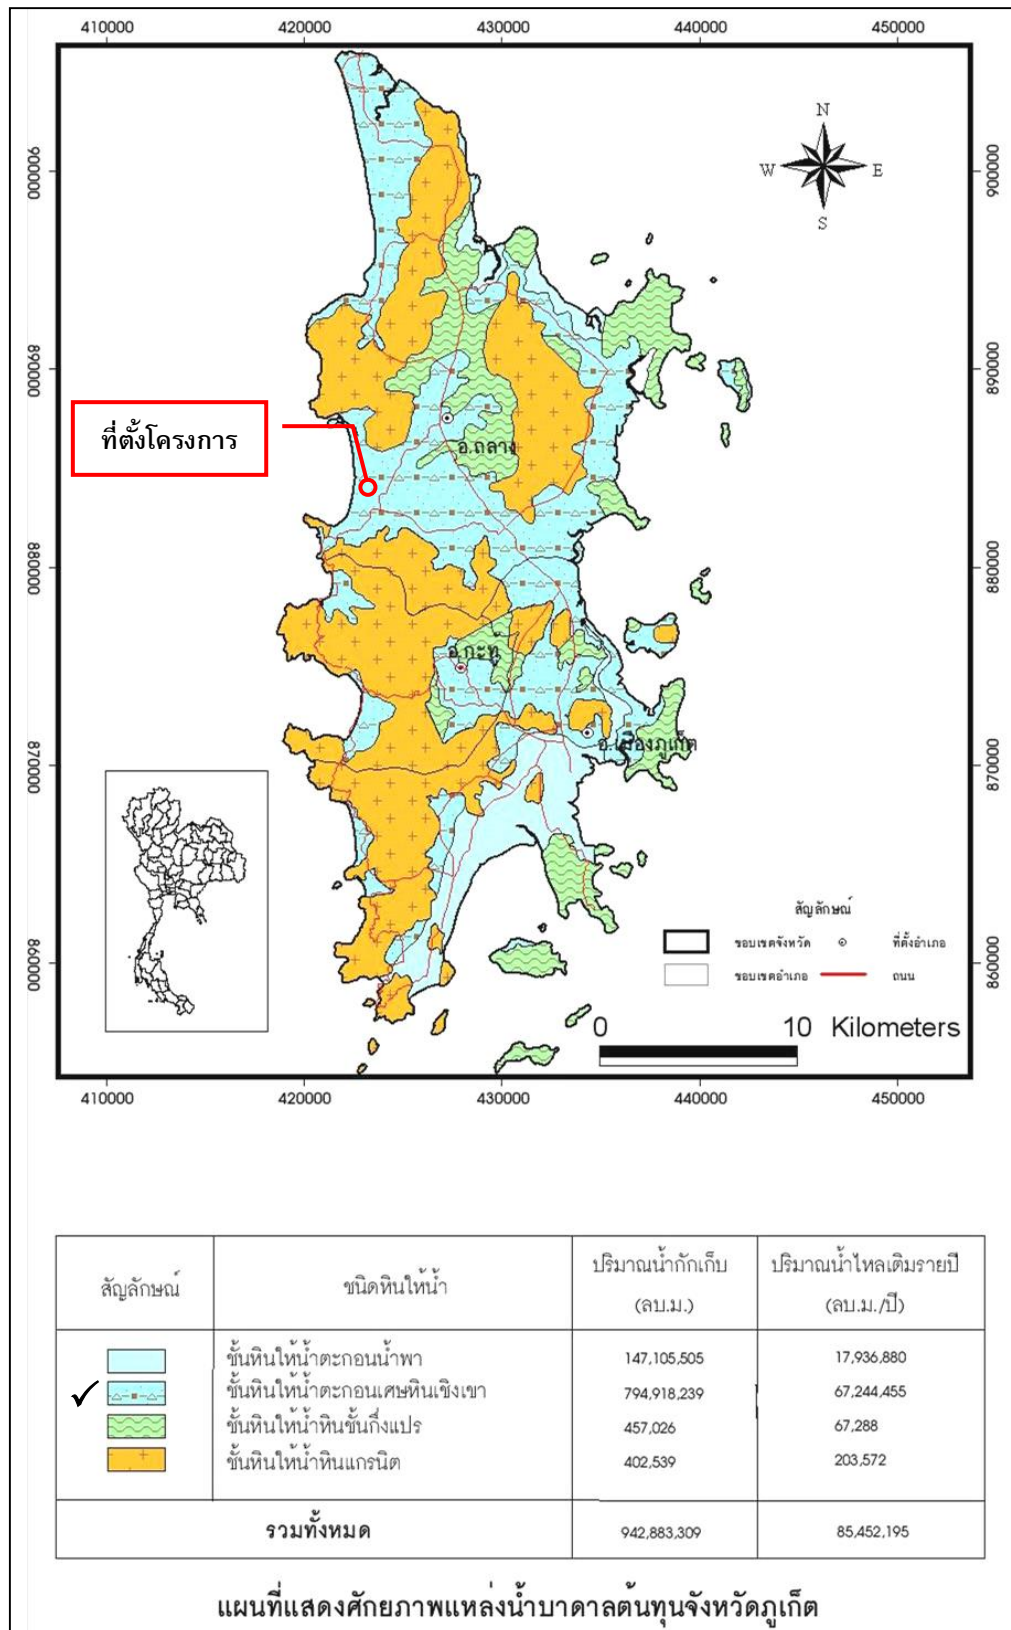 410000 420000 430000 440000 450000
900000 900000
890000 890000
880000 880000
870000 870000
860000 860000
N
W E
S
ที่ตั้งโครงการ
อ.ถลาง
อ.กะทู้
อ.เมืองภูเก็ต
สัญลักษณ์
ขอบเขตจังหวัด ที่ตั้งอำเภอ
ขอบเขตอำเภอ ถนน
0 10 Kilometers
410000 420000 430000 440000 450000
สัญลักษณ์ ชนิดหินให้น้ำ ปริมาณน้ำกักเก็บ ปริมาณน้ำไหลเติมรายปี
(ลบ.ม.) (ลบ.ม./ปี)
ชั้นหินให้น้ำตะกอนน้ำพา 147,105,505 17,936,880
✓ ชั้นหินให้น้ำตะกอนเศษหินเชิงเขา 794,918,239 67,244,455
ชั้นหินให้น้ำหินชั้นกึ่งแปร 457,026 67,288
ชั้นหินให้น้ำหินแกรนิต 402,539 203,572
รวมทั้งหมด 942,883,309 85,452,195
แผนที่แสดงศักยภาพแหล่งน้ำบาดาลต้นทุนจังหวัดภูเก็ต